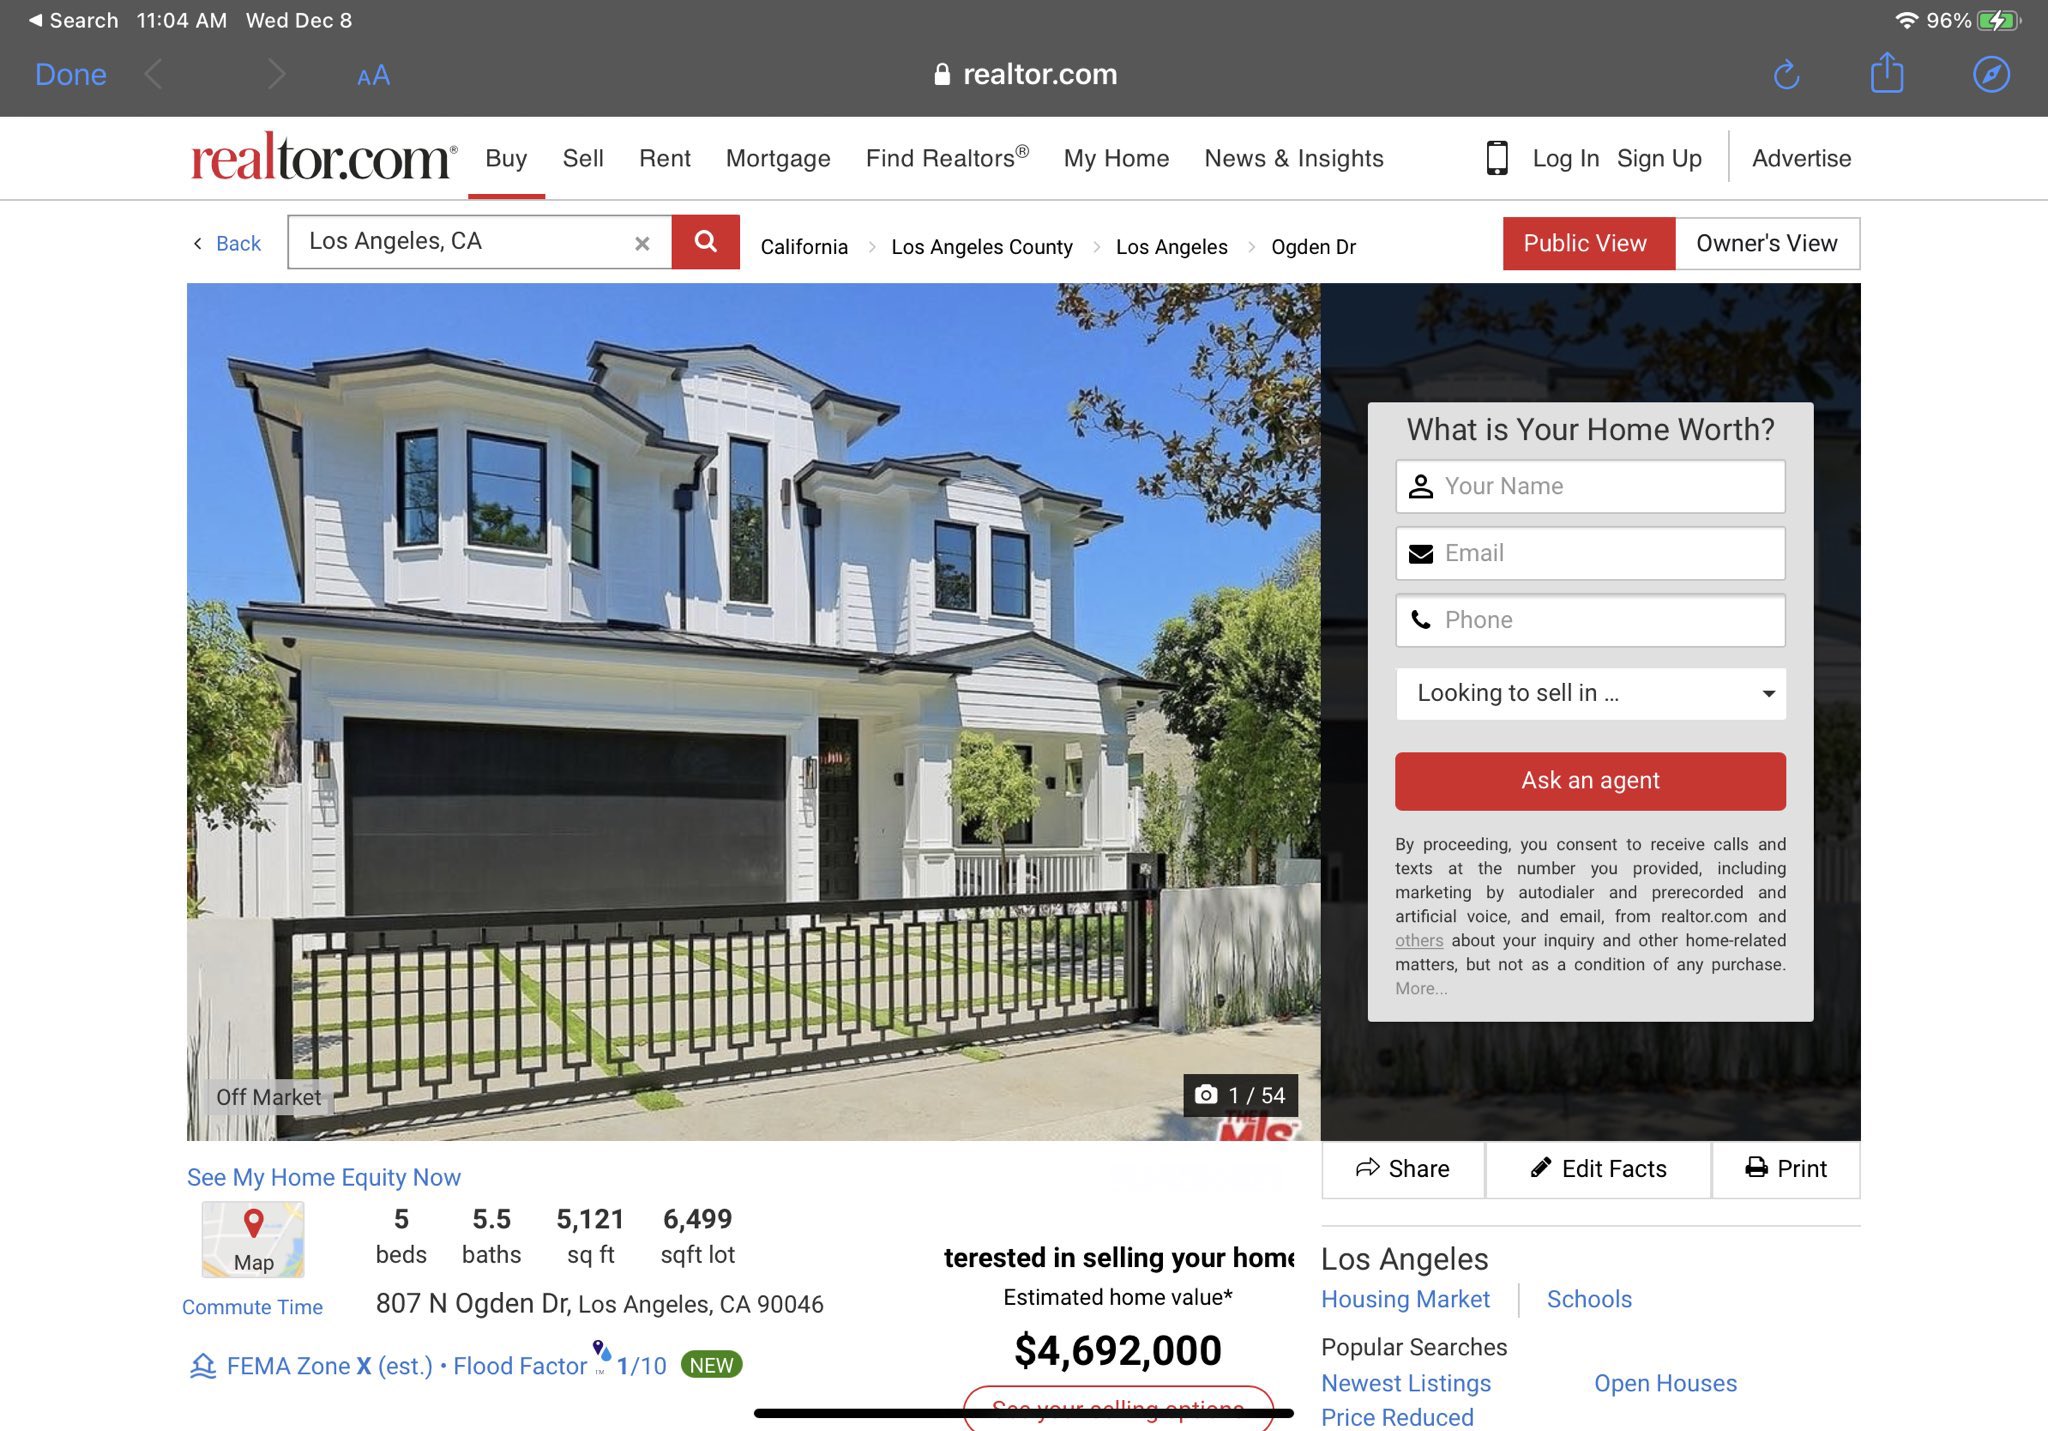 Search 11:04 AM Wed Dec 8 96%
Done AA realtor.com
realtor.com® Buy Sell Rent Mortgage Find Realtors® My Home News & Insights Log In Sign Up Advertise
Back Los Angeles, CA California Los Angeles County Los Angeles Ogden Dr Public View Owner's View
What is Your Home Worth?
Your Name
Email
Phone
Looking to sell in ...
Ask an agent
By proceeding, you consent to receive calls and
texts at the number you provided, including
marketing by autodialer and prerecorded and
artificial voice, and email, from realtor.com and
others about your inquiry and other home-related
matters, but not as a condition of any purchase.
More...
Off Market
1 / 54
THE
MLS
Share Edit Facts Print
See My Home Equity Now
Map
5 5.5 5,121 6,499
beds baths sq ft sqft lot
Commute Time
807 N Ogden Dr, Los Angeles, CA 90046
FEMA Zone X (est.) • Flood Factor ™ 1/10 NEW
terested in selling your home
Estimated home value*
$4,692,000
See your selling options
Los Angeles
Housing Market Schools
Popular Searches
Newest Listings Open Houses
Price Reduced